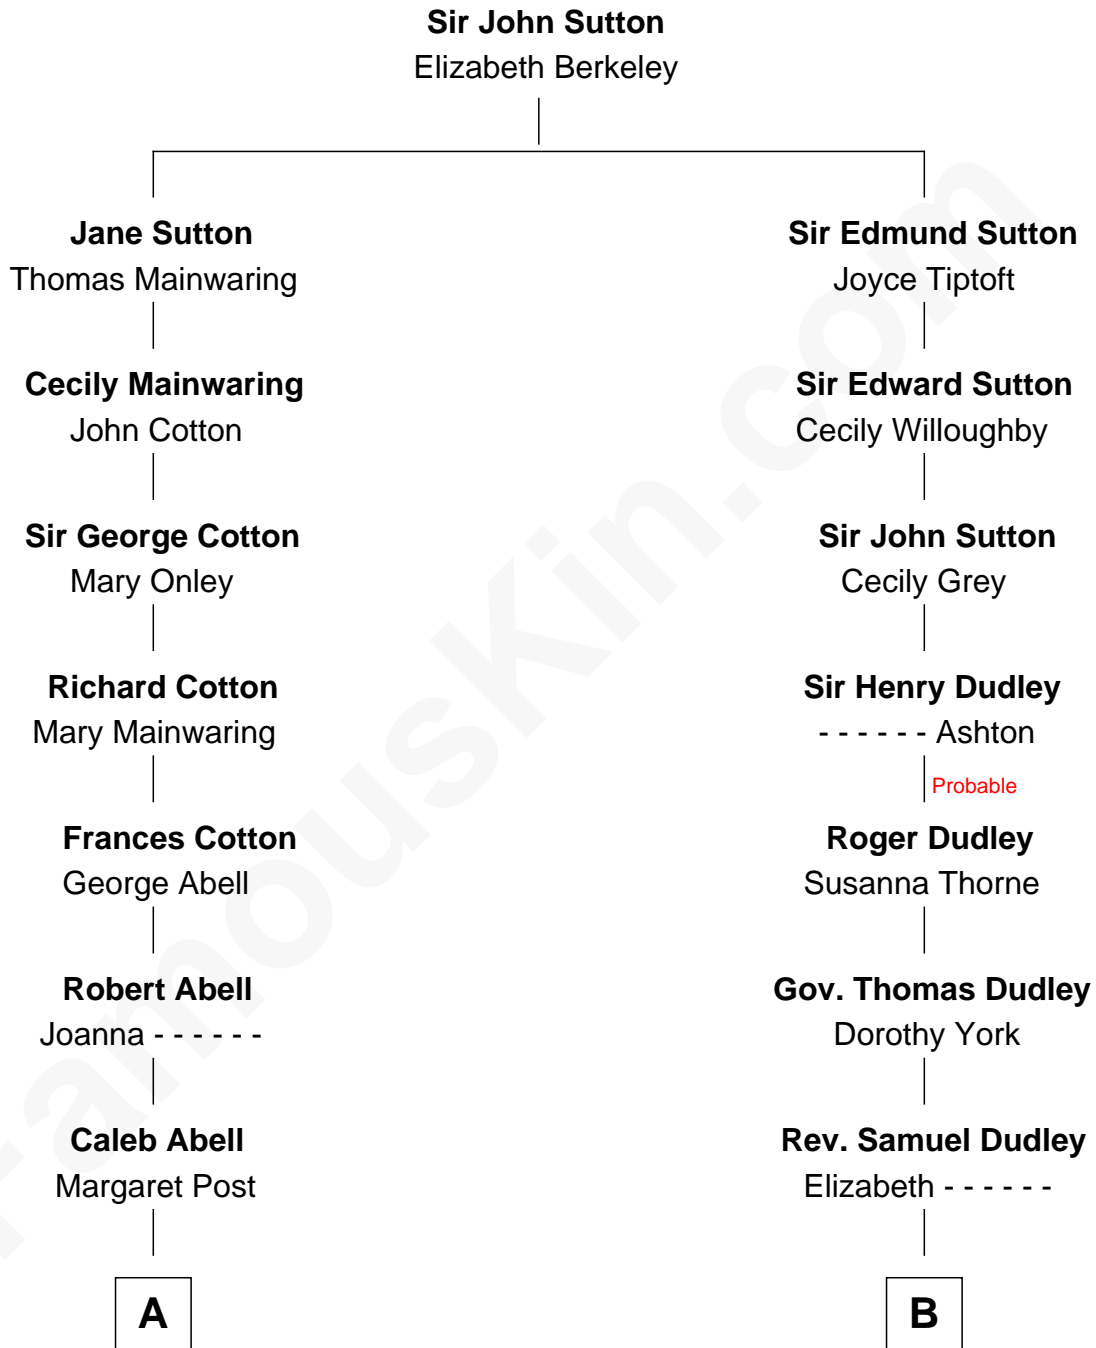 Sir John Sutton
Elizabeth Berkeley
Jane Sutton
Thomas Mainwaring
Sir Edmund Sutton
Joyce Tiptoft
Cecily Mainwaring
John Cotton
Sir Edward Sutton
Cecily Willoughby
Sir George Cotton
Mary Onley
Sir John Sutton
Cecily Grey
Richard Cotton
Mary Mainwaring
Sir Henry Dudley
- - - - - - Ashton
Probable
Frances Cotton
George Abell
Roger Dudley
Susanna Thorne
Robert Abell
Joanna - - - - - -
Gov. Thomas Dudley
Dorothy York
Caleb Abell
Margaret Post
Rev. Samuel Dudley
Elizabeth - - - - - -
A
B
FamousKin.com